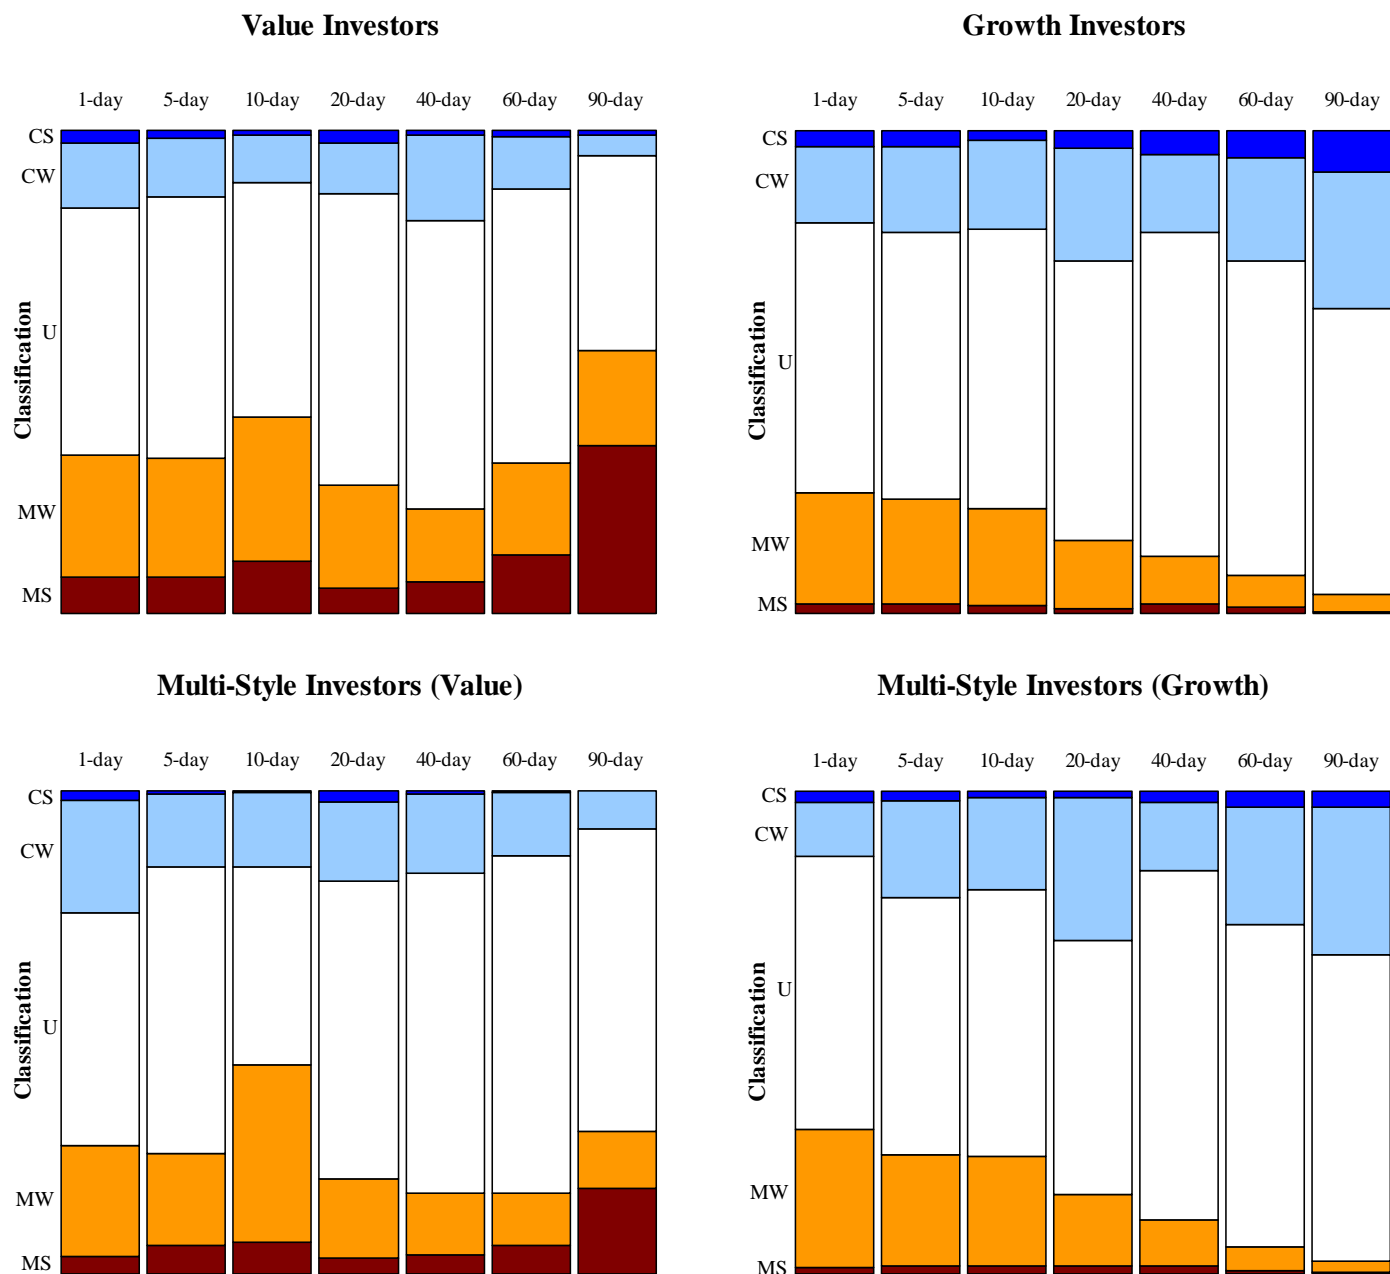 Value Investors
1-day 5-day 10-day 20-day 40-day 60-day 90-day
CS
CW
U
MW
MS
Classification
Growth Investors
1-day 5-day 10-day 20-day 40-day 60-day 90-day
CS
CW
U
MW
MS
Classification
Multi-Style Investors (Value)
1-day 5-day 10-day 20-day 40-day 60-day 90-day
CS
CW
U
MW
MS
Classification
Multi-Style Investors (Growth)
1-day 5-day 10-day 20-day 40-day 60-day 90-day
CS
CW
U
MW
MS
Classification